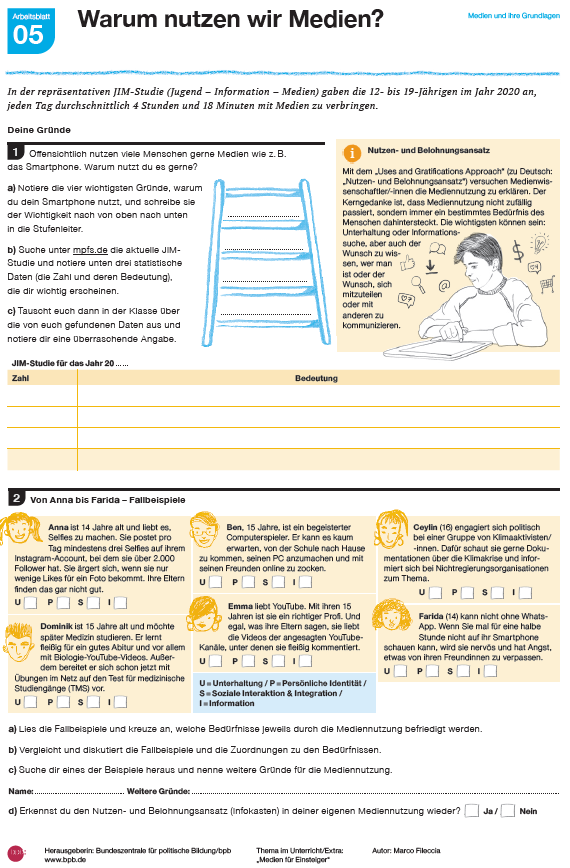 Arbeitsblatt
05
Warum nutzen wir Medien?
Medien und ihre Grundlagen
In der repräsentativen JIM-Studie (Jugend – Information – Medien) gaben die 12- bis 19-Jährigen im Jahr 2020 an,
jeden Tag durchschnittlich 4 Stunden und 18 Minuten mit Medien zu verbringen.
Deine Gründe
1 Offensichtlich nutzen viele Menschen gerne Medien wie z. B.
das Smartphone. Warum nutzt du es gerne?
a) Notiere die vier wichtigsten Gründe, warum
du dein Smartphone nutzt, und schreibe sie
der Wichtigkeit nach von oben nach unten
in die Stufenleiter.
b) Suche unter mpfs.de die aktuelle JIM-
Studie und notiere unten drei statistische
Daten (die Zahl und deren Bedeutung),
die dir wichtig erscheinen.
c) Tauscht euch dann in der Klasse über
die von euch gefundenen Daten aus und
notiere dir eine überraschende Angabe.
i
Nutzen- und Belohnungsansatz
Mit dem „Uses and Gratifications Approach“ (zu Deutsch:
„Nutzen- und Belohnungsansatz“) versuchen Medienwis-
senschaftler/-innen die Mediennutzung zu erklären. Der
Kerngedanke ist, dass Mediennutzung nicht zufällig
passiert, sondern immer ein bestimmtes Bedürfnis des
Menschen dahintersteckt. Die wichtigsten können sein:
Unterhaltung oder Informations-
suche, aber auch der
Wunsch zu wis-
sen, wer man
ist oder der
Wunsch, sich
mitzuteilen
oder mit
anderen zu
kommunizieren.
JIM-Studie für das Jahr 20......
Zahl Bedeutung
2 Von Anna bis Farida – Fallbeispiele
Anna ist 14 Jahre alt und liebt es,
Selfies zu machen. Sie postet pro
Tag mindestens drei Selfies auf ihrem
Instagram-Account, bei dem sie über 2.000
Follower hat. Sie ärgert sich, wenn sie nur
wenige Likes für ein Foto bekommt. Ihre Eltern
finden das gar nicht gut.
U P S I
Ben, 15 Jahre, ist ein begeisterter
Computerspieler. Er kann es kaum
erwarten, von der Schule nach Hause
zu kommen, seinen PC anzumachen und mit
seinen Freunden online zu zocken.
U P S I
Ceylin (16) engagiert sich politisch
bei einer Gruppe von Klimaaktivisten/
-innen. Dafür schaut sie gerne Doku-
mentationen über die Klimakrise und infor-
miert sich bei Nichtregierungsorganisationen
zum Thema.
U P S I
Dominik ist 15 Jahre alt und möchte
später Medizin studieren. Er lernt
fleißig für ein gutes Abitur und vor allem
mit Biologie-YouTube-Videos. Außer-
dem bereitet er sich schon jetzt mit
Übungen im Netz auf den Test für medizinische
Studiengänge (TMS) vor.
U P S I
Emma liebt YouTube. Mit ihren 15
Jahren ist sie ein richtiger Profi. Und
egal, was ihre Eltern sagen, sie liebt
die Videos der angesagten YouTube-
Kanäle, unter denen sie fleißig kommentiert.
U P S I
Farida (14) kann nicht ohne Whats-
App. Wenn Sie mal für eine halbe
Stunde nicht auf ihr Smartphone
schauen kann, wird sie nervös und hat Angst,
etwas von ihren Freundinnen zu verpassen.
U P S I
U = Unterhaltung / P = Persönliche Identität /
S = Soziale Interaktion & Integration /
I = Information
a) Lies die Fallbeispiele und kreuze an, welche Bedürfnisse jeweils durch die Mediennutzung befriedigt werden.
b) Vergleicht und diskutiert die Fallbeispiele und die Zuordnungen zu den Bedürfnissen.
c) Suche dir eines der Beispiele heraus und nenne weitere Gründe für die Mediennutzung.
Name: Weitere Gründe:
d) Erkennst du den Nutzen- und Belohnungsansatz (Infokasten) in deiner eigenen Mediennutzung wieder? Ja / Nein
bpb
Herausgeberin: Bundeszentrale für politische Bildung/bpb
www.bpb.de
Thema im Unterricht/Extra:
„Medien für Einsteiger“
Autor: Marco Fileccia